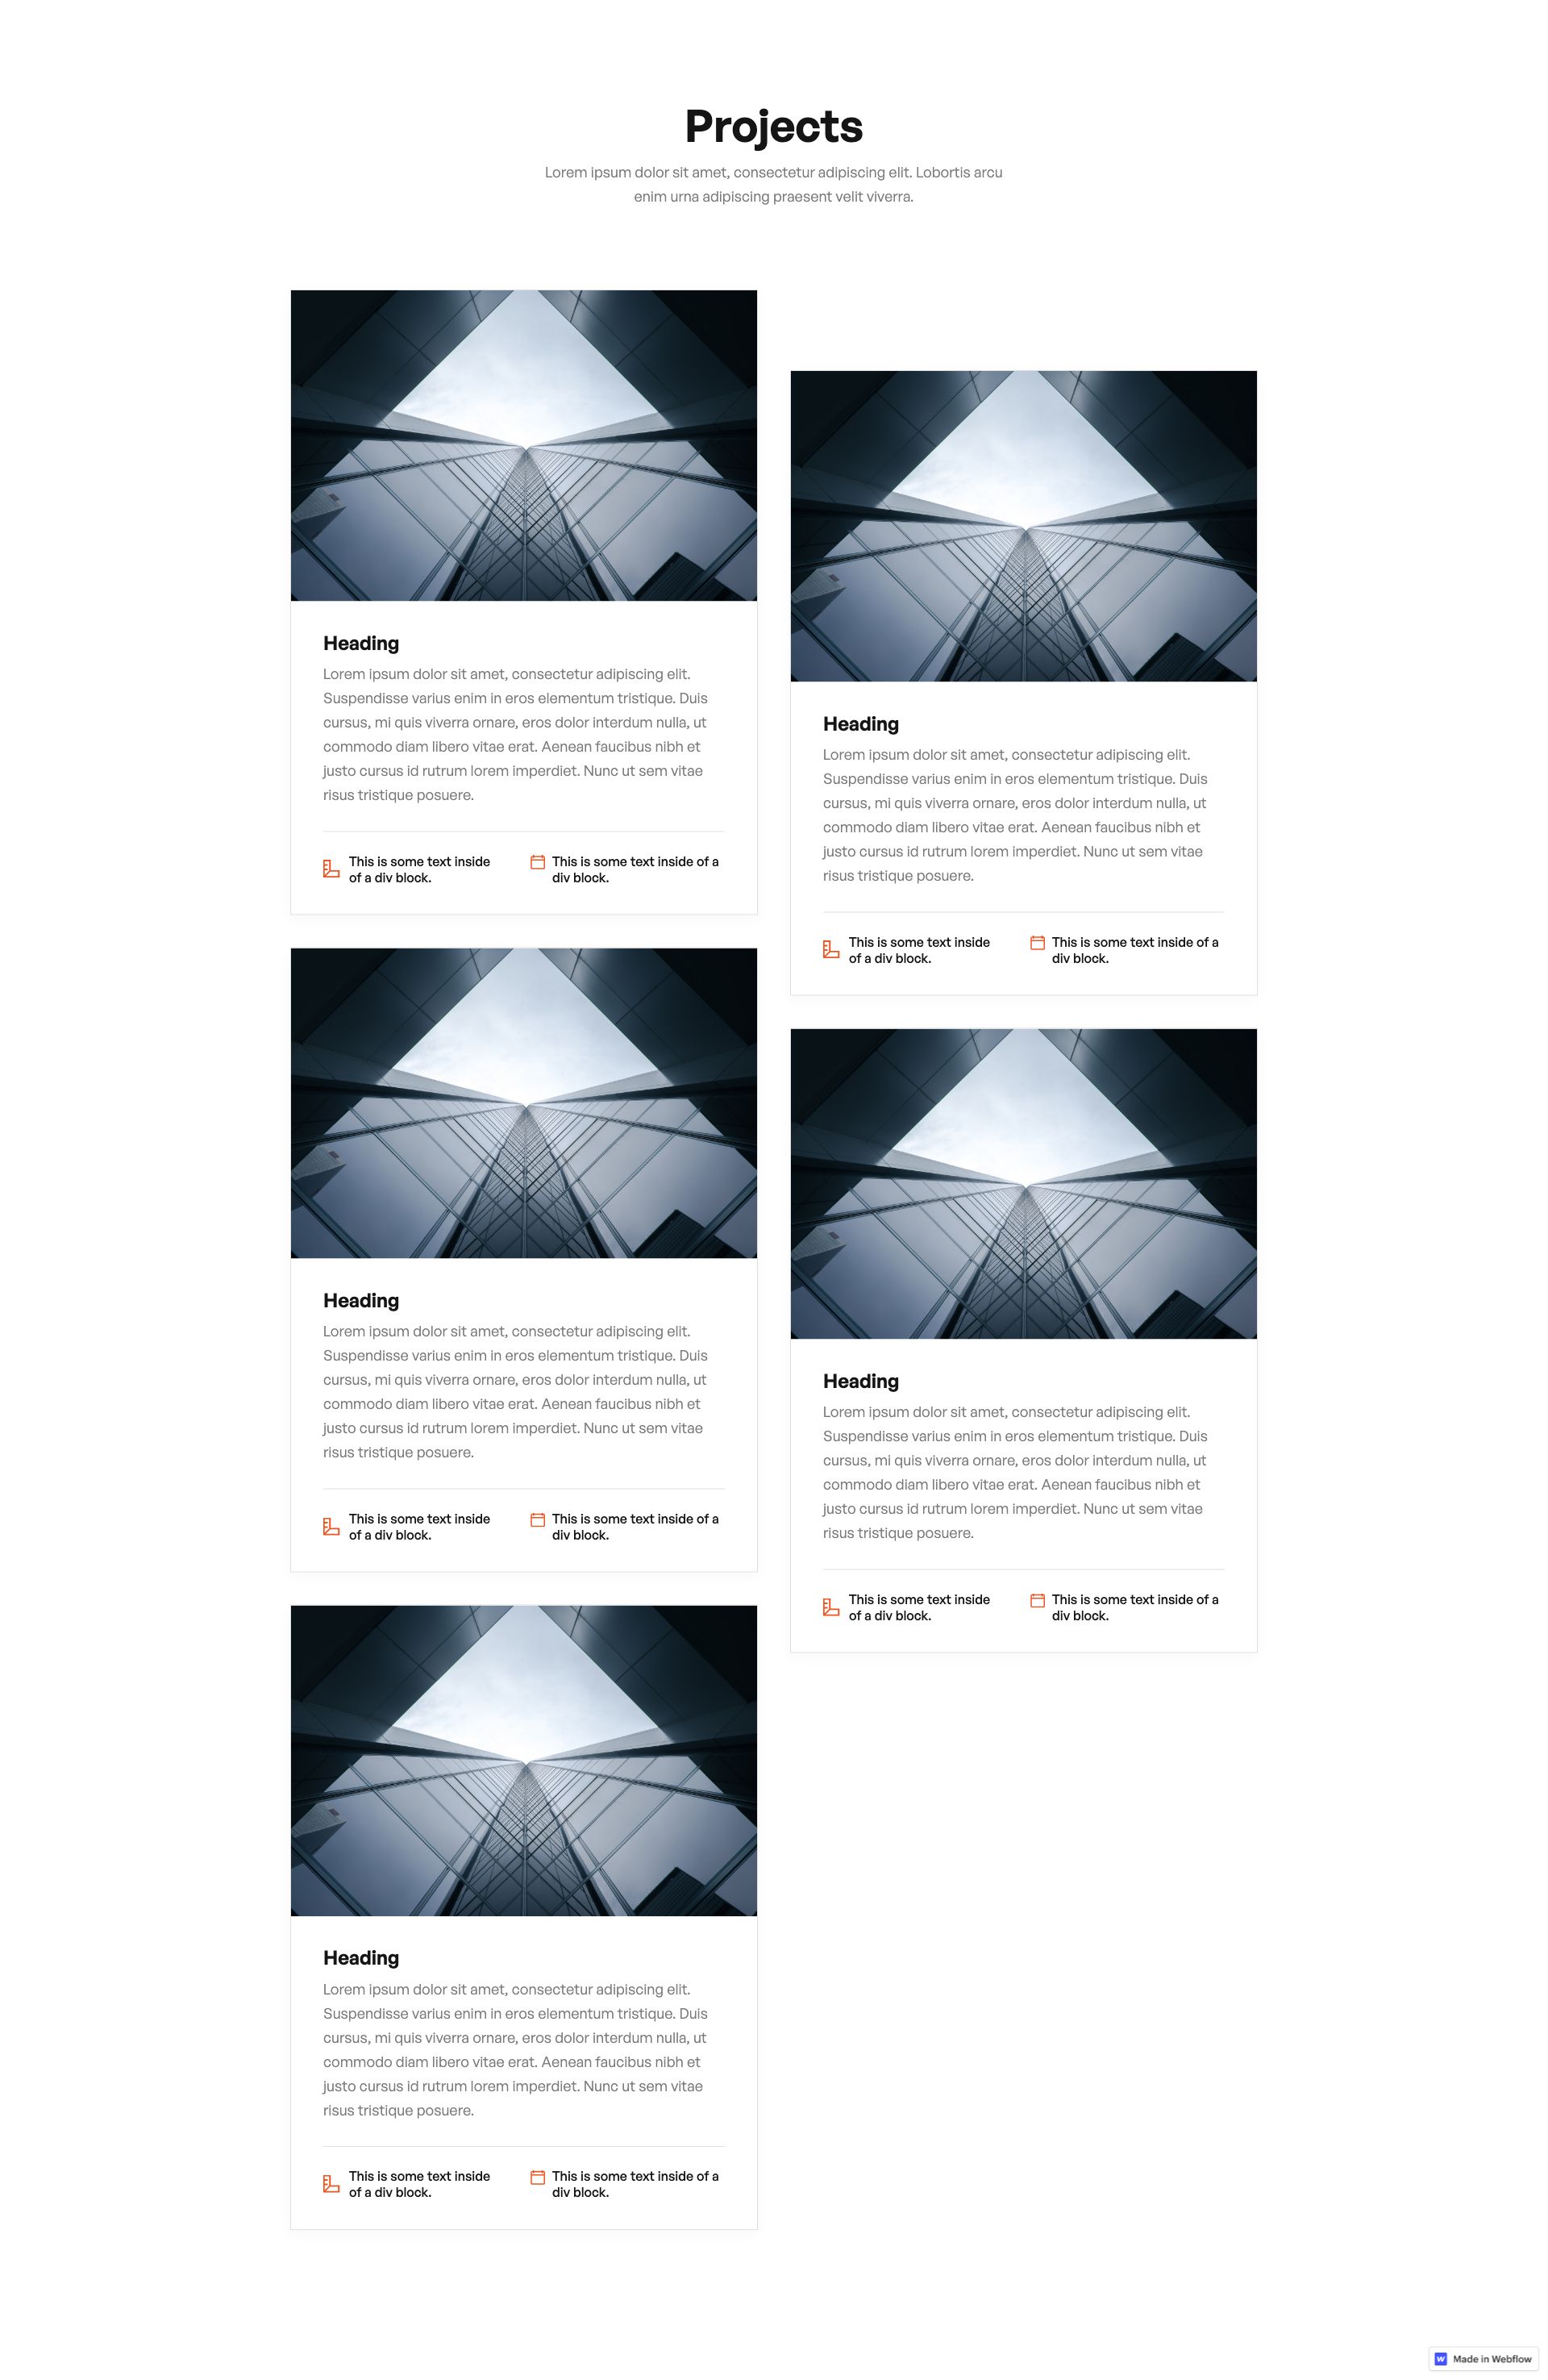 Projects
Lorem ipsum dolor sit amet, consectetur adipiscing elit. Lobortis arcu
enim urna adipiscing praesent velit viverra.
Heading
Lorem ipsum dolor sit amet, consectetur adipiscing elit.
Suspendisse varius enim in eros elementum tristique. Duis
cursus, mi quis viverra ornare, eros dolor interdum nulla, ut
commodo diam libero vitae erat. Aenean faucibus nibh et
justo cursus id rutrum lorem imperdiet. Nunc ut sem vitae
risus tristique posuere.
This is some text inside
of a div block.
This is some text inside of a
div block.
Heading
Lorem ipsum dolor sit amet, consectetur adipiscing elit.
Suspendisse varius enim in eros elementum tristique. Duis
cursus, mi quis viverra ornare, eros dolor interdum nulla, ut
commodo diam libero vitae erat. Aenean faucibus nibh et
justo cursus id rutrum lorem imperdiet. Nunc ut sem vitae
risus tristique posuere.
This is some text inside
of a div block.
This is some text inside of a
div block.
Heading
Lorem ipsum dolor sit amet, consectetur adipiscing elit.
Suspendisse varius enim in eros elementum tristique. Duis
cursus, mi quis viverra ornare, eros dolor interdum nulla, ut
commodo diam libero vitae erat. Aenean faucibus nibh et
justo cursus id rutrum lorem imperdiet. Nunc ut sem vitae
risus tristique posuere.
This is some text inside
of a div block.
This is some text inside of a
div block.
Heading
Lorem ipsum dolor sit amet, consectetur adipiscing elit.
Suspendisse varius enim in eros elementum tristique. Duis
cursus, mi quis viverra ornare, eros dolor interdum nulla, ut
commodo diam libero vitae erat. Aenean faucibus nibh et
justo cursus id rutrum lorem imperdiet. Nunc ut sem vitae
risus tristique posuere.
This is some text inside
of a div block.
This is some text inside of a
div block.
Heading
Lorem ipsum dolor sit amet, consectetur adipiscing elit.
Suspendisse varius enim in eros elementum tristique. Duis
cursus, mi quis viverra ornare, eros dolor interdum nulla, ut
commodo diam libero vitae erat. Aenean faucibus nibh et
justo cursus id rutrum lorem imperdiet. Nunc ut sem vitae
risus tristique posuere.
This is some text inside
of a div block.
This is some text inside of a
div block.
Made in Webflow